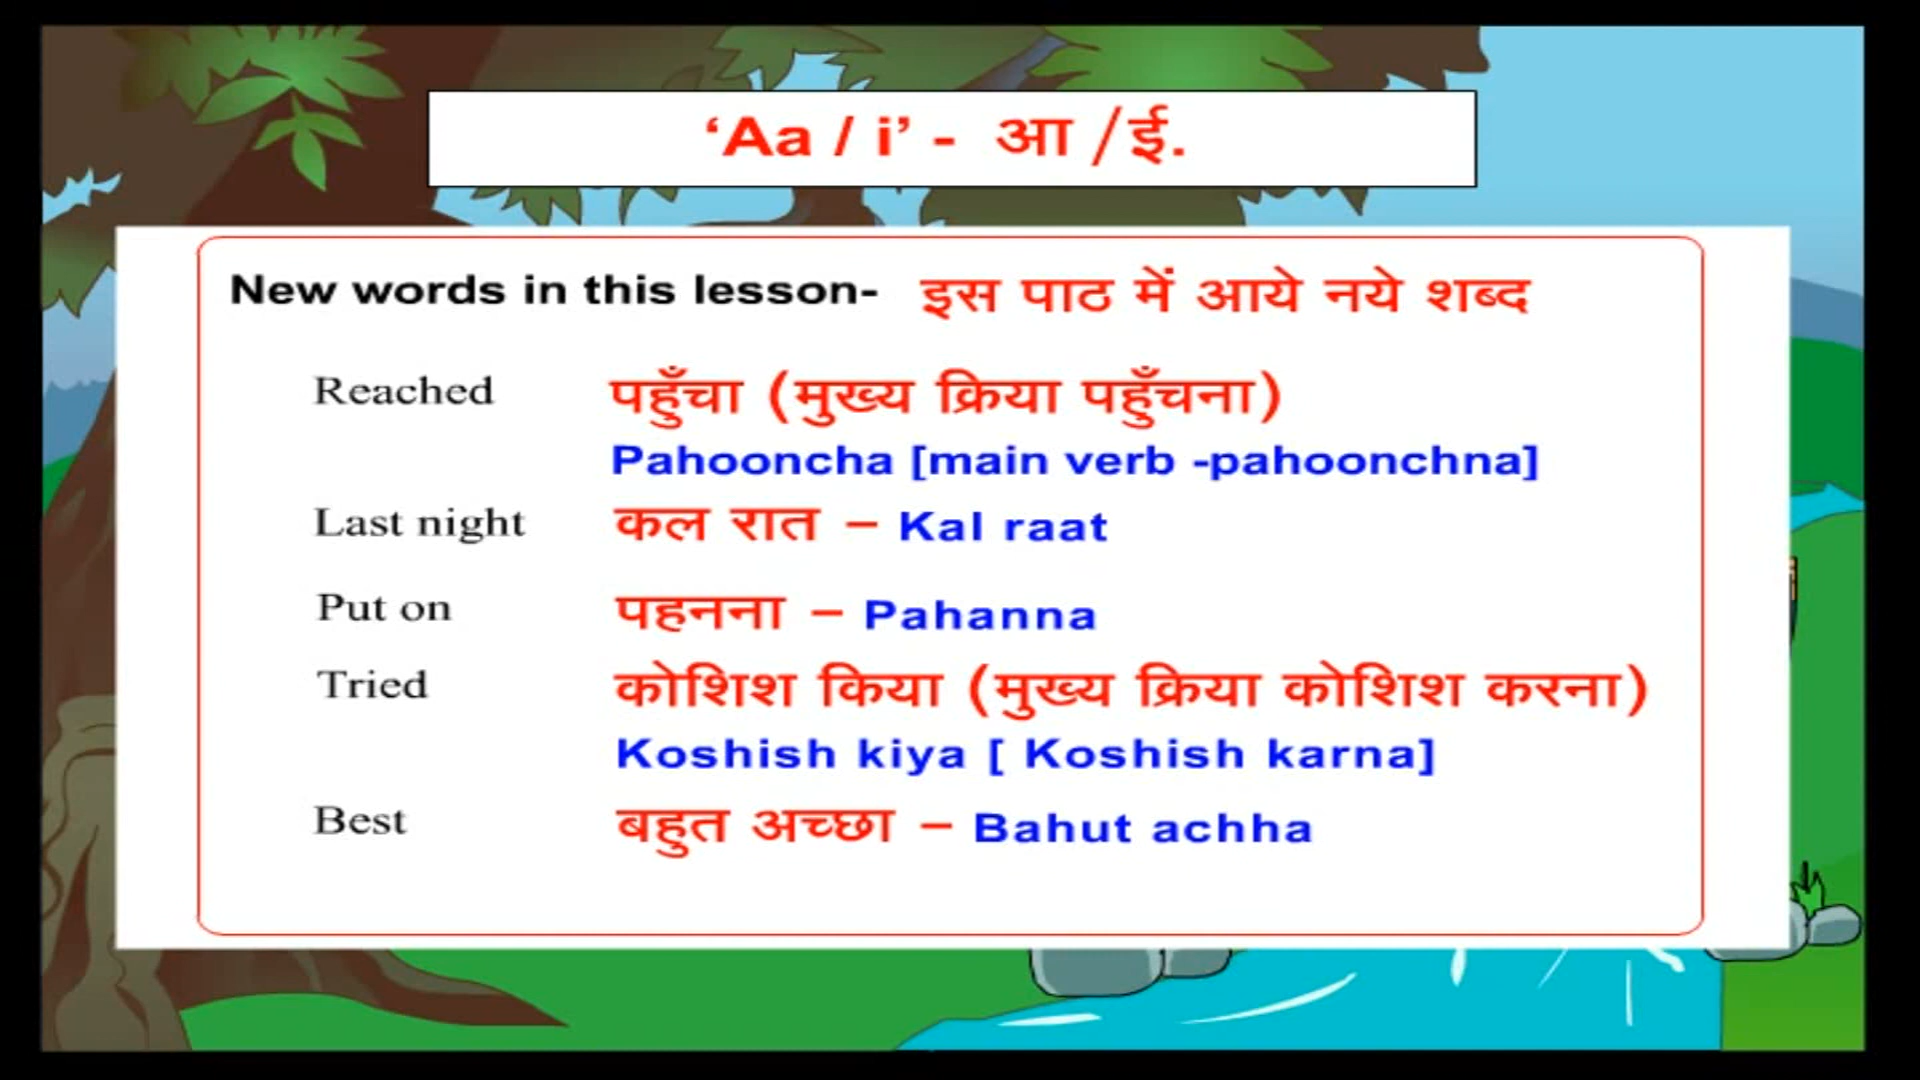 ‘Aa / i’ - आ /ई.
New words in this lesson- इस पाठ में आये नये शब्द
Reached पहुँचा (मुख्य क्रिया पहुँचना)
Pahooncha [main verb -pahoonchna]
Last night कल रात – Kal raat
Put on पहनना – Pahanna
Tried कोशिश किया (मुख्य क्रिया कोशिश करना)
Koshish kiya [ Koshish karna]
Best बहुत अच्छा – Bahut achha